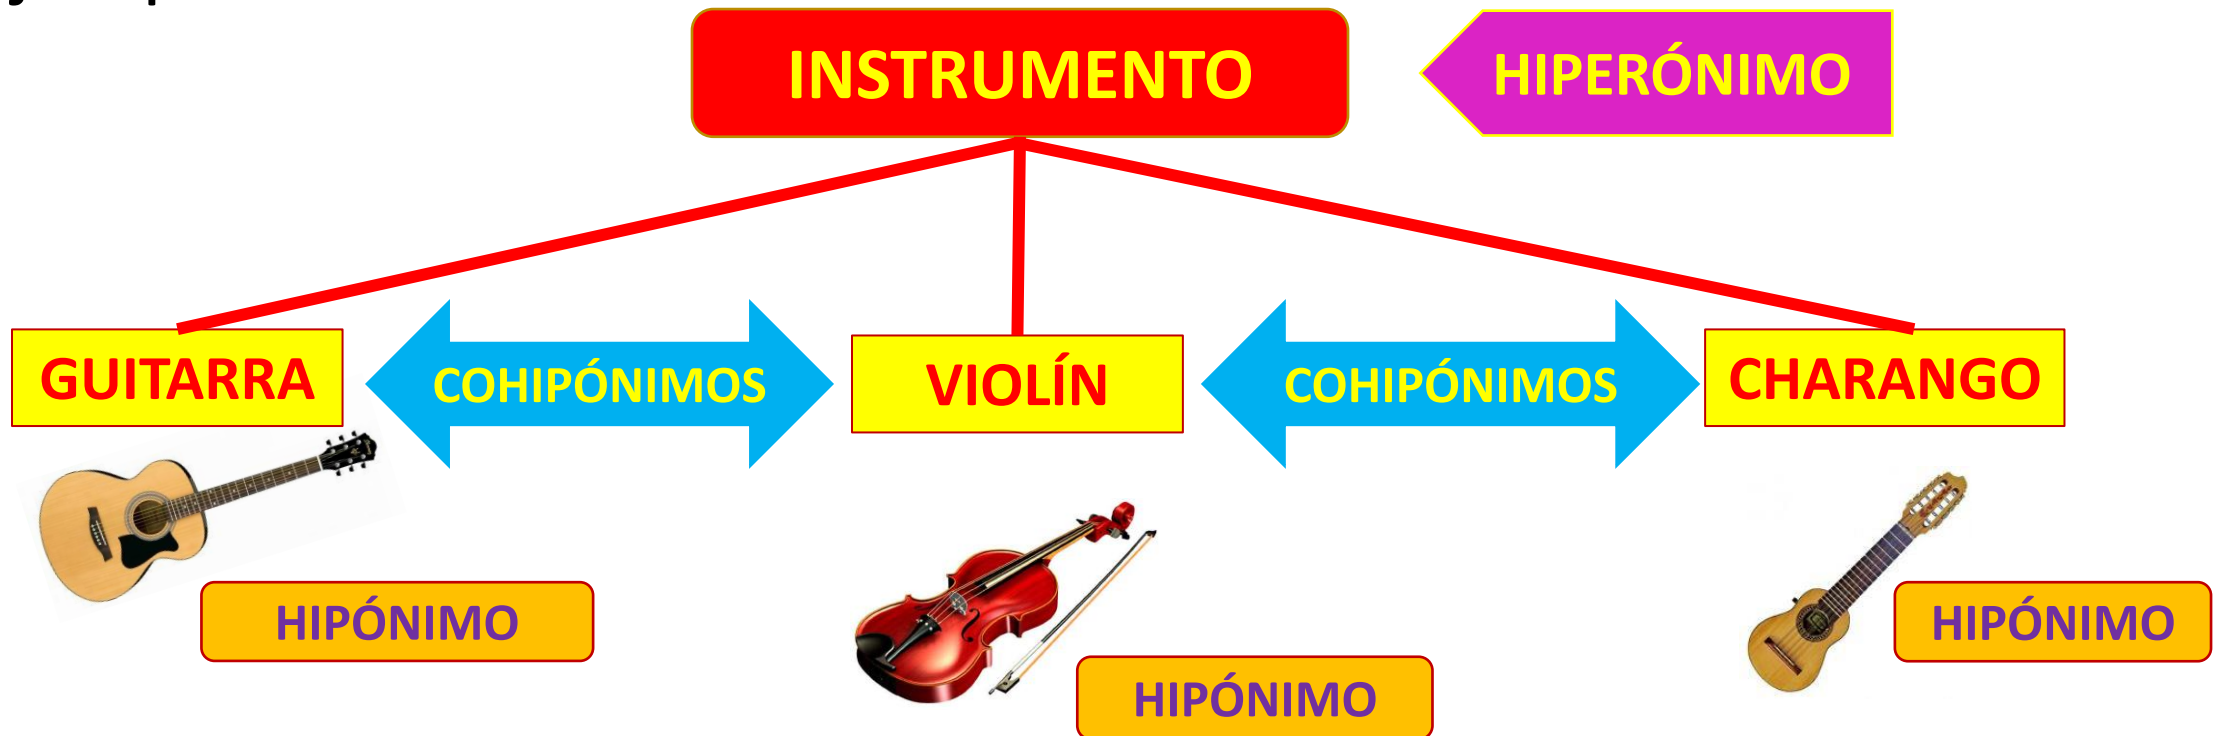 INSTRUMENTO
HIPERÓNIMO
GUITARRA
COHIPÓNIMOS
VIOLÍN
COHIPÓNIMOS
CHARANGO
HIPÓNIMO
HIPÓNIMO
HIPÓNIMO